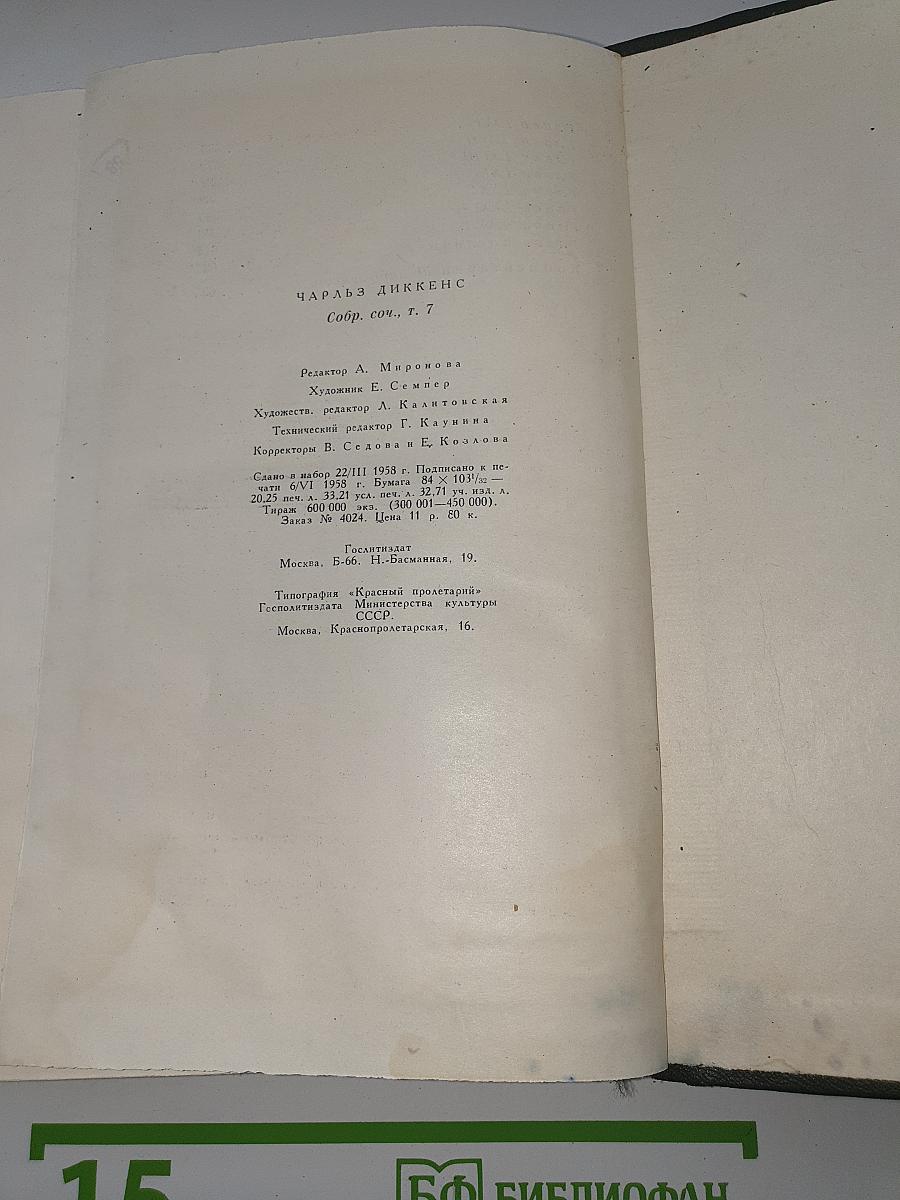 ЧАРЛЬЗ ДИККЕНС
Собр. соч., т. 7
Редактор А. Миронова
Художник Е. Семпер
Художеств. редактор Л. Калитовская
Технический редактор Г. Каунина
Корректоры В. Седова и Е. Козлова
Сдано в набор 22/III 1958 г. Подписано к пе-
чати 6/VI 1958 г. Бумага 84 × 103¹/₃₂ —
20,25 печ. л. 33,21 усл. печ. л. 32,71 уч. изд. л.
Тираж 600 000 экз. (300 001—450 000).
Заказ № 4024. Цена 11 р. 80 к.
Гослитиздат
Москва, Б-66. Н.-Басманная, 19.
Типография «Красный пролетарий»
Госполитиздата Министерства культуры
СССР.
Москва, Краснопролетарская, 16.
15
БФ БИБЛИОФАН